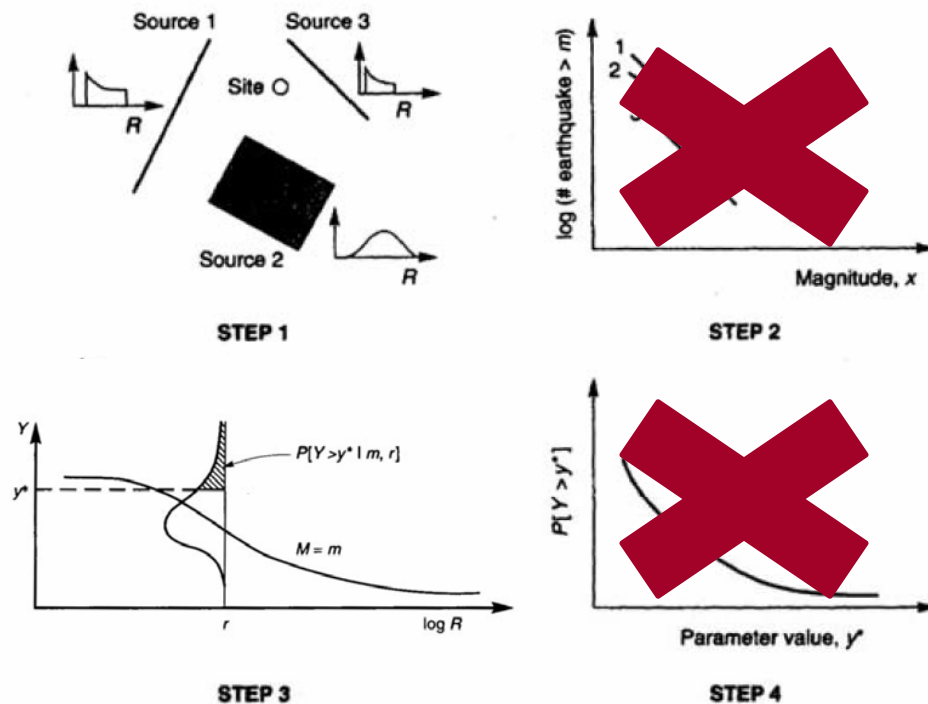 Source 1
Source 3
Site
R
R
Source 2
R
STEP 1
log (# earthquake > m)
1
2
Magnitude, x
STEP 2
Y
y*
P[Y > y* | m, r]
M = m
r
log R
STEP 3
P[Y > y*]
Parameter value, y*
STEP 4